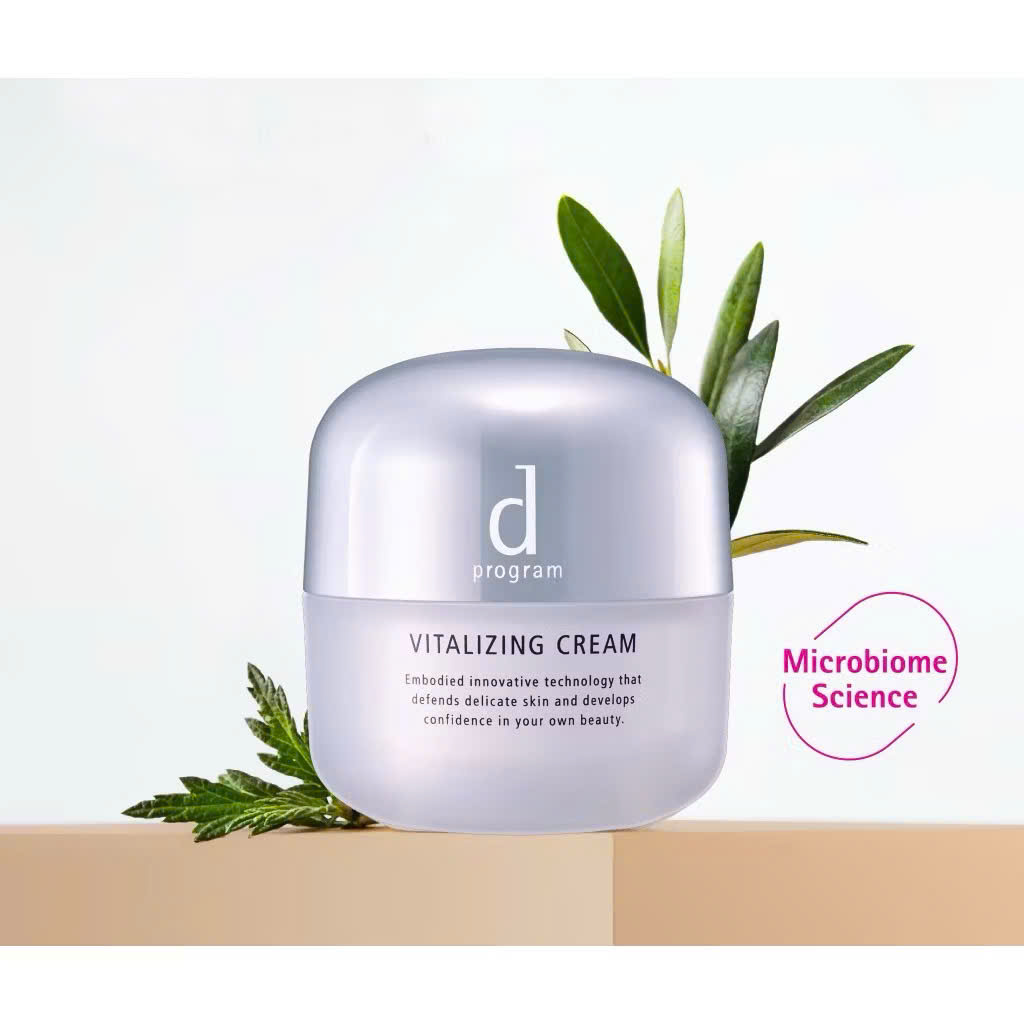 d
program
VITALIZING CREAM
Embodied innovative technology that
defends delicate skin and develops
confidence in your own beauty.
Microbiome
Science